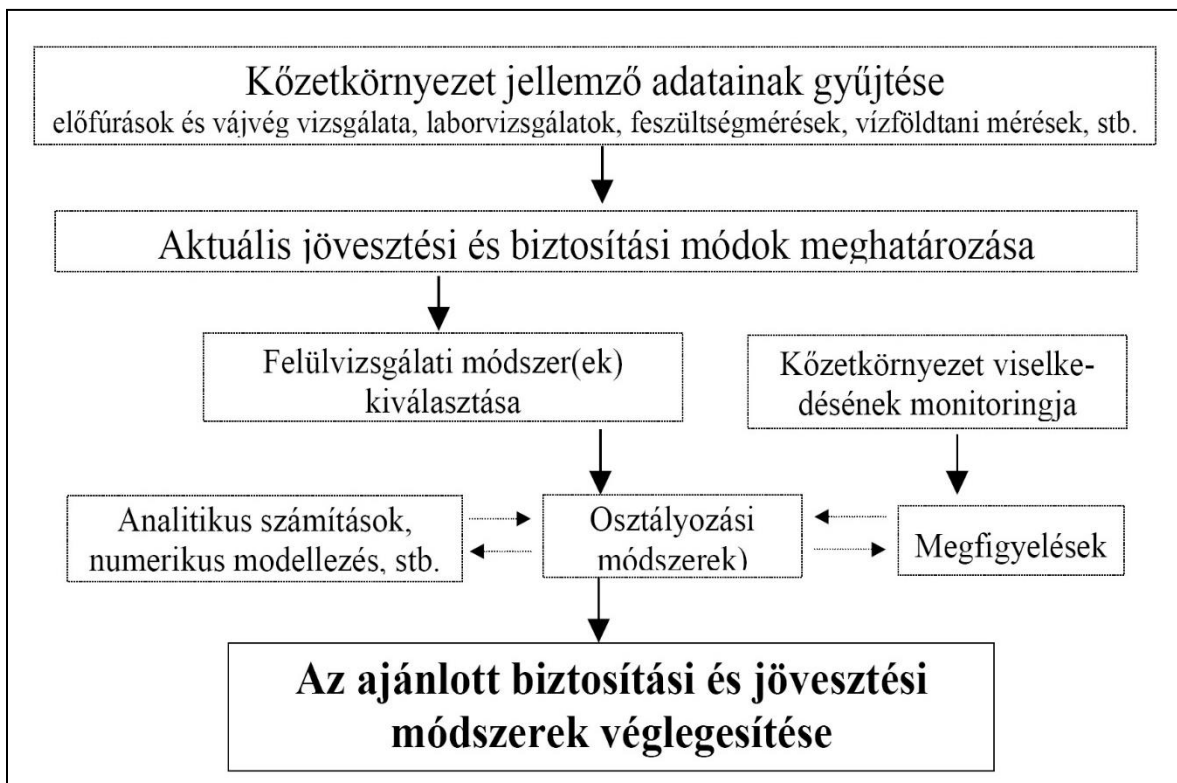 Kőzetkörnyezet jellemző adatainak gyűjtése
előfúrások és vájvég vizsgálata, laborvizsgálatok, feszültségmérések, vízföldtani mérések, stb.
Aktuális jövesztési és biztosítási módok meghatározása
Felülvizsgálati módszer(ek)
kiválasztása
Kőzetkörnyezet viselke-
désének monitoringja
Analitikus számítások,
numerikus modellezés, stb.
Osztályozási
módszerek)
Megfigyelések
Az ajánlott biztosítási és jövesztési
módszerek véglegesítése